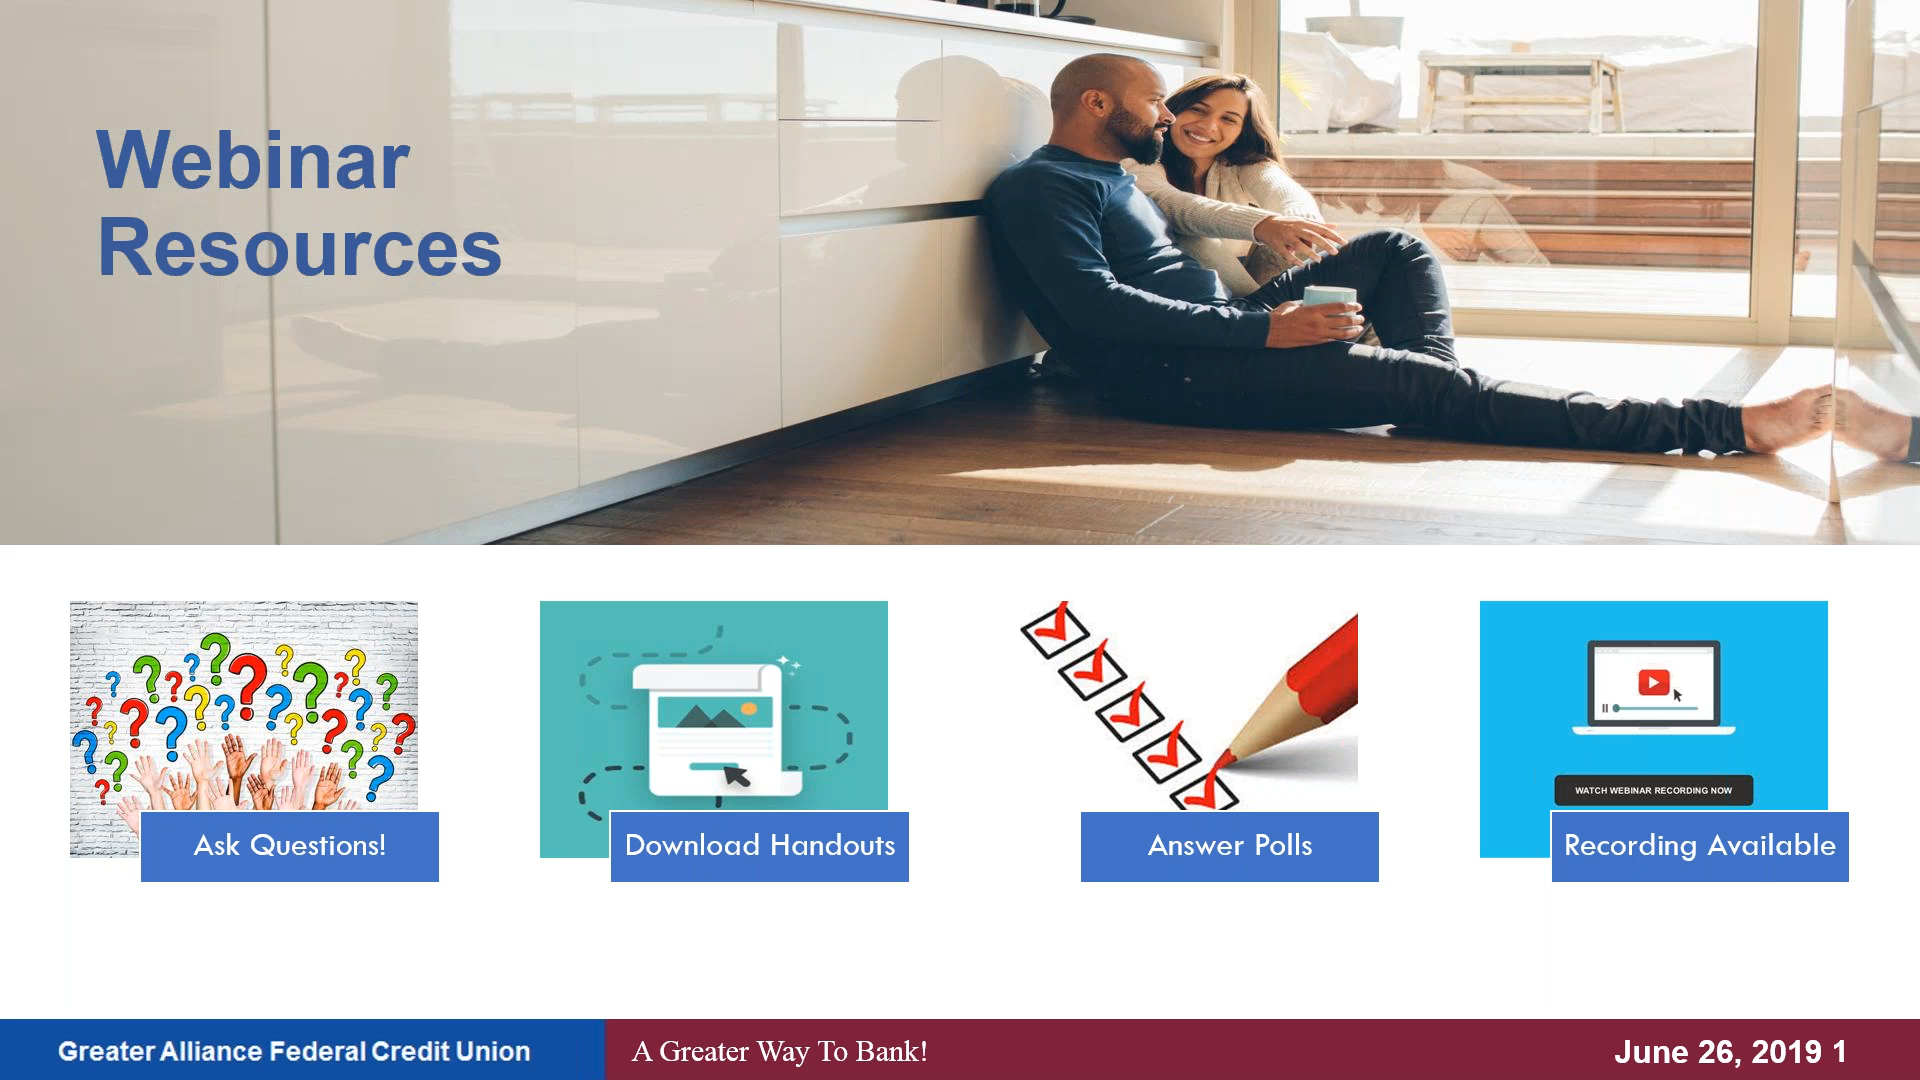 Webinar
Resources
WATCH WEBINAR RECORDING NOW
Ask Questions!
Download Handouts
Answer Polls
Recording Available
Greater Alliance Federal Credit Union
A Greater Way To Bank!
June 26, 2019 1